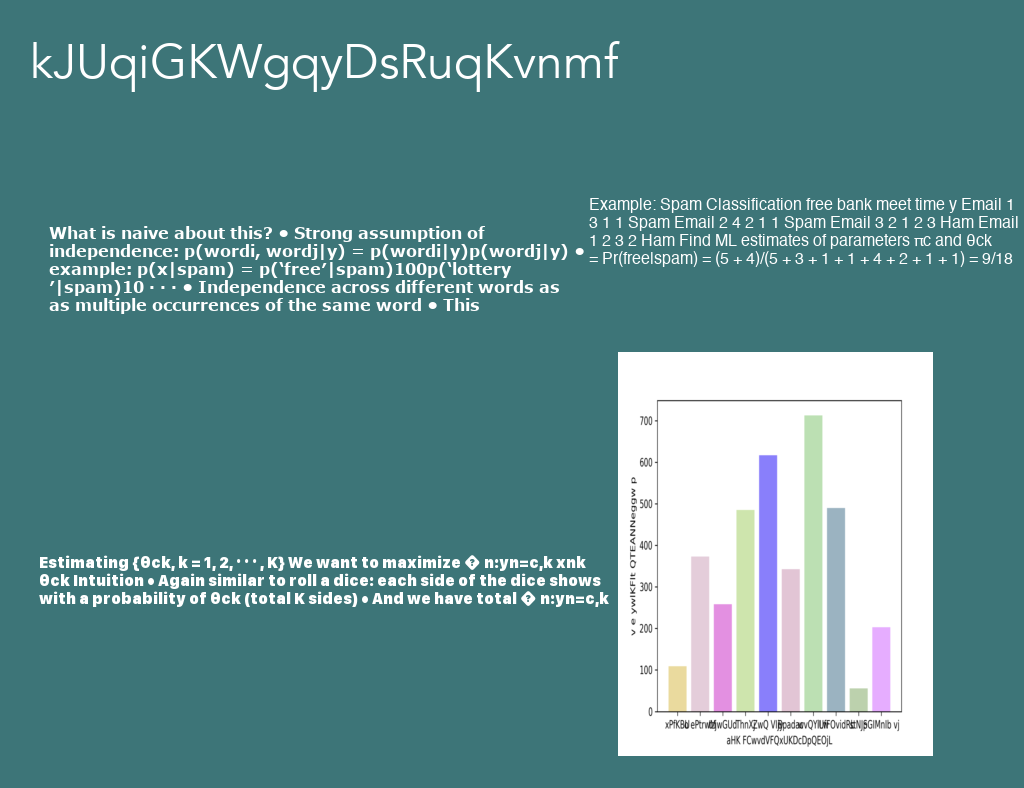 kJUqiGKWgqyDsRuqKvnmf
Example: Spam Classification free bank meet time y Email 1
3 1 1 Spam Email 2 4 2 1 1 Spam Email 3 2 1 2 3 Ham Email
1 2 3 2 Ham Find ML estimates of parameters πc and θck
= Pr(free|spam) = (5 + 4)/(5 + 3 + 1 + 1 + 4 + 2 + 1 + 1) = 9/18
What is naive about this? ● Strong assumption of
independence: p(wordi, wordj|y) = p(wordi|y)p(wordj|y) ●
example: p(x|spam) = p(‘free’|spam)100p(‘lottery
’|spam)10 · · · ● Independence across different words as
as multiple occurrences of the same word ● This
Estimating {θck, k = 1, 2, · · · , K} We want to maximize � n:yn=c,k xnk
θck Intuition • Again similar to roll a dice: each side of the dice shows
with a probability of θck (total K sides) • And we have total � n:yn=c,k
700
600
500
400
300
200
100
0
v e ywIKFit QTEANNeggw p
aHK FCwvdVFQxUKDcDpQEOjL